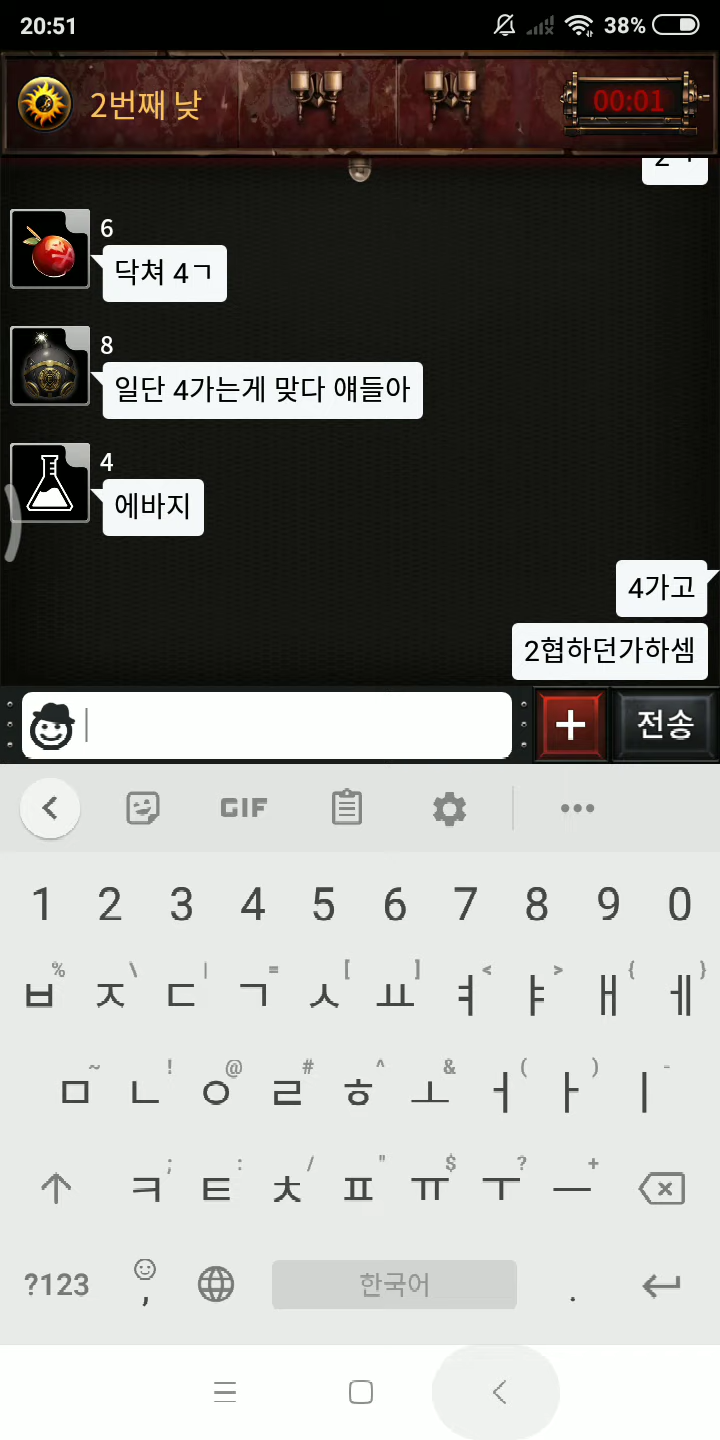 20:51
38%
2번째 낮
00:01
6
닥쳐 4ㄱ
8
일단 4가는게 맞다 얘들아
4
에바지
4가고
2협하던가하셈
전송
GIF
1 2 3 4 5 6 7 8 9 0
% \ | = [ ] < > { }
ㅂ ㅈ ㄷ ㄱ ㅅ ㅛ ㅕ ㅑ ㅐ ㅔ
~ ! @ # ^ & ( ) -
ㅁ ㄴ ㅇ ㄹ ㅎ ㅗ ㅓ ㅏ ㅣ
; : / " $ ? +
ㅋ ㅌ ㅊ ㅍ ㅠ ㅜ ㅡ
?123 , 한국어 .